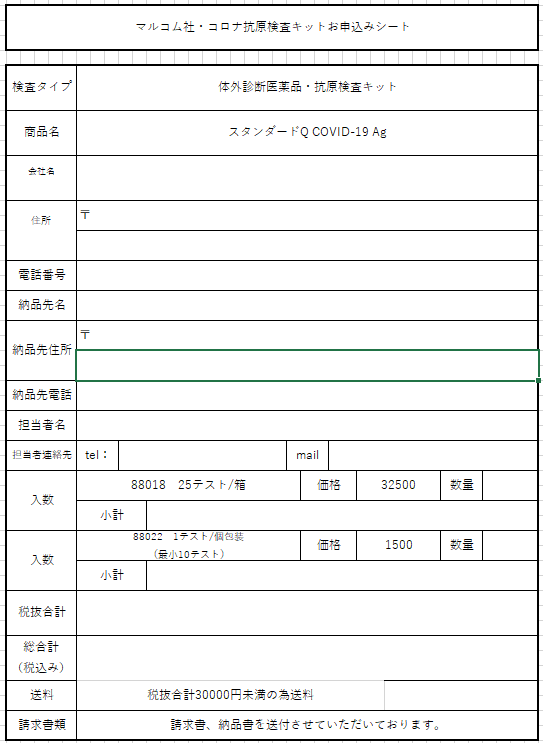 マルコム社・コロナ抗原検査キットお申込みシート
検査タイプ 体外診断医薬品・抗原検査キット
商品名 スタンダードQ COVID-19 Ag
会社名
住所 〒
電話番号
納品先名
納品先住所 〒
納品先電話
担当者名
担当者連絡先 tel： mail
入数 88018 25テスト/箱 価格 32500 数量
小計
入数 88022 1テスト/個包装 価格 1500 数量
（最小10テスト）
小計
税抜合計
総合計
（税込み）
送料 税抜合計30000円未満の為送料
請求書類 請求書、納品書を送付させていただいております。